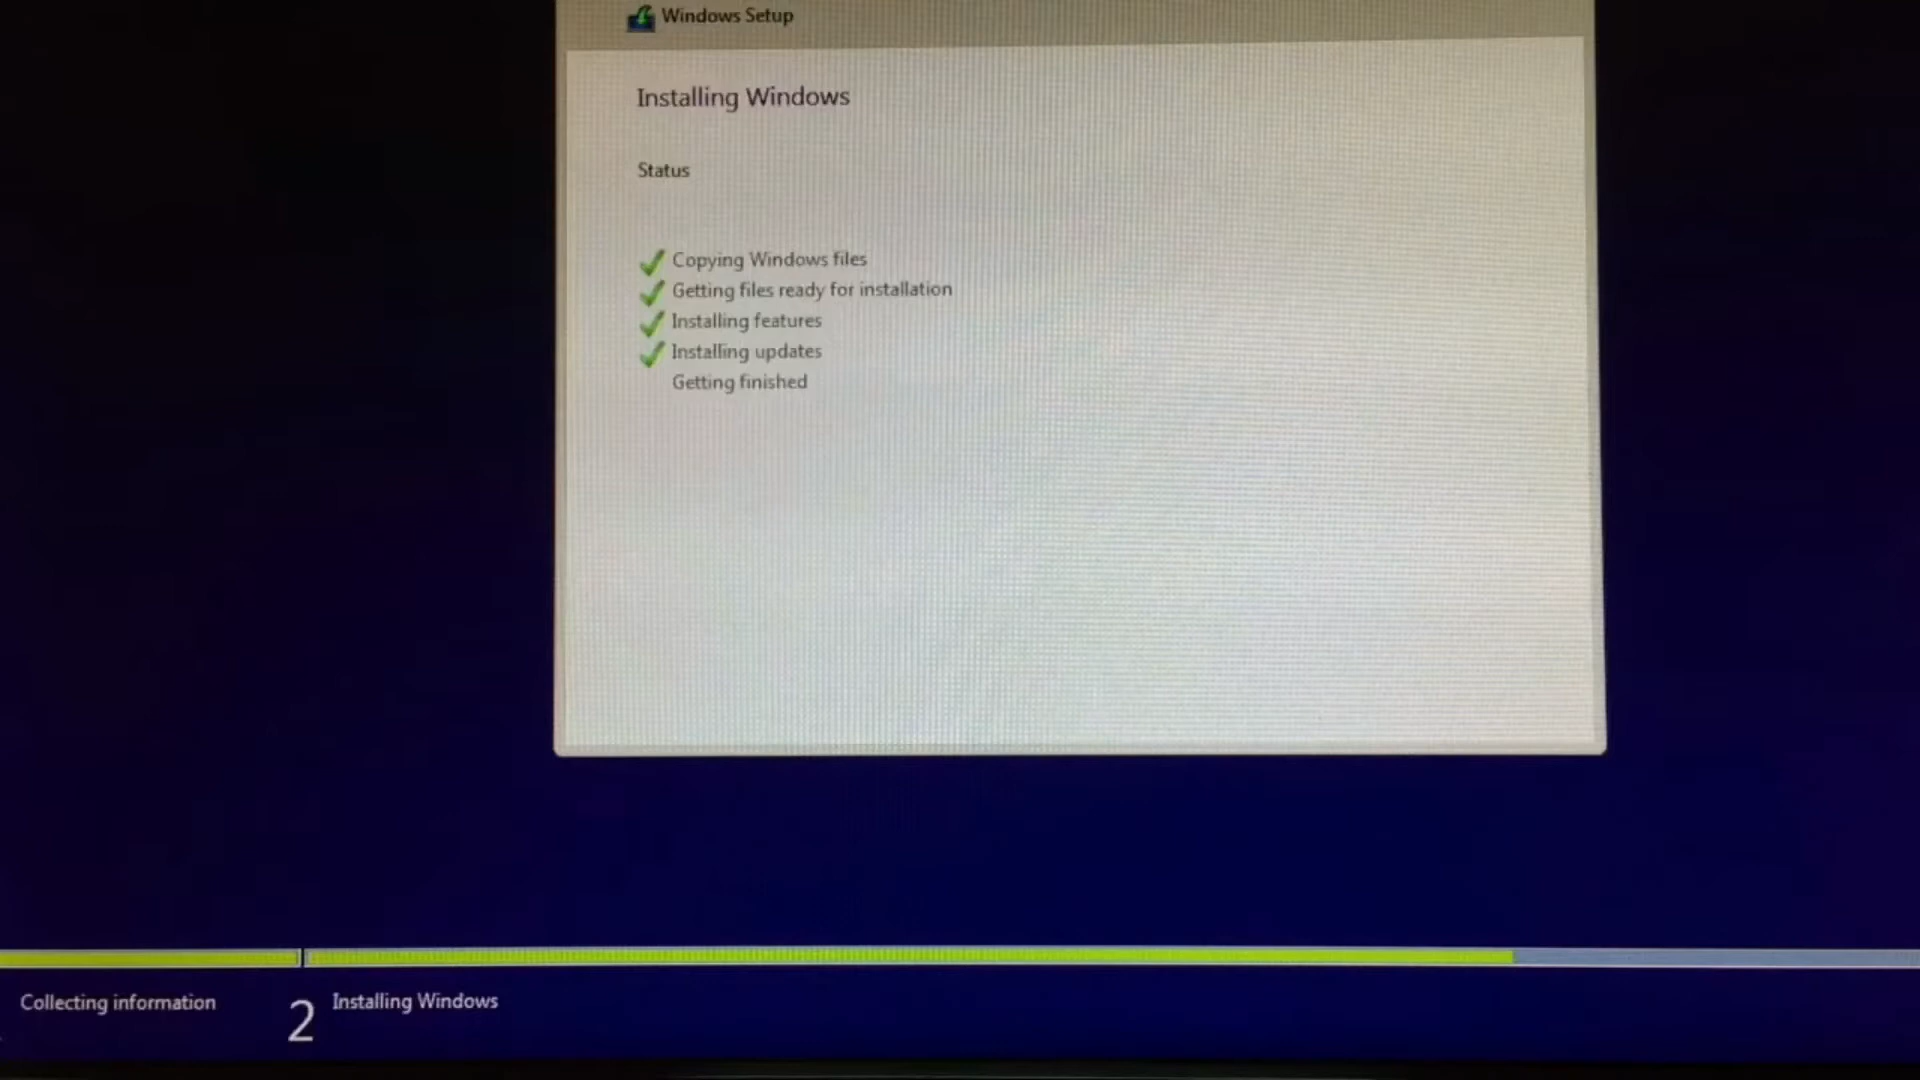 Windows Setup
Installing Windows
Status
Copying Windows files
Getting files ready for installation
Installing features
Installing updates
Getting finished
Collecting information
2 Installing Windows